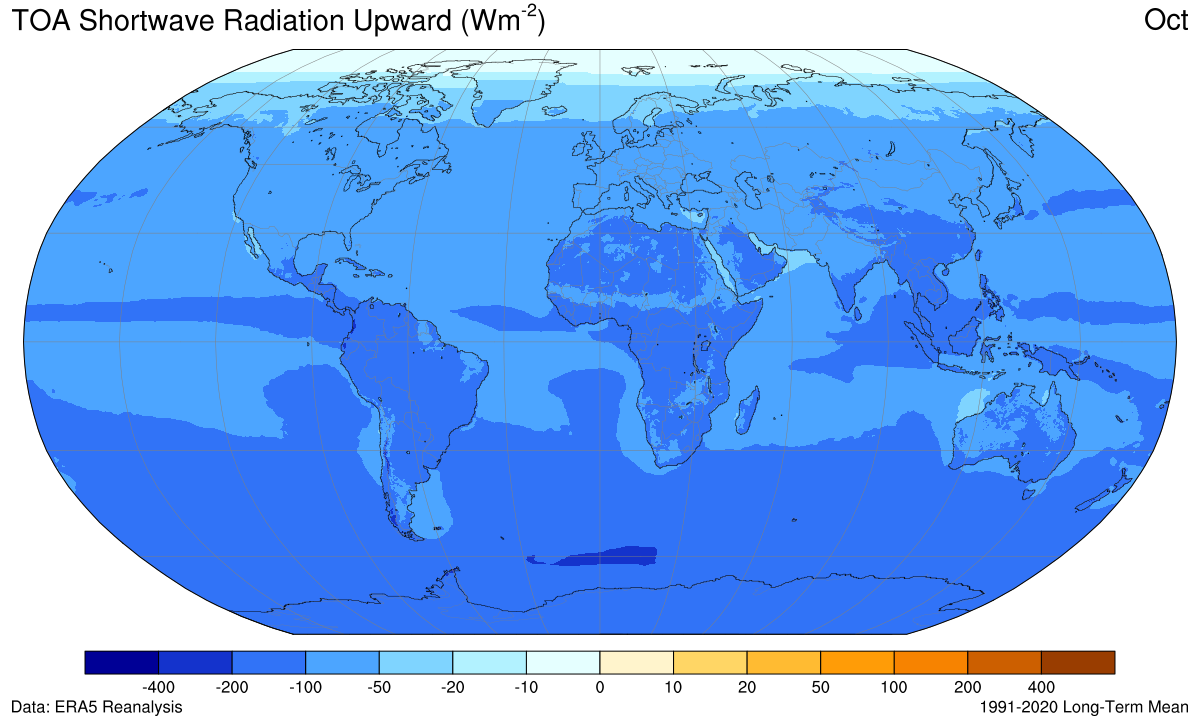 TOA Shortwave Radiation Upward (Wm-2)
Oct
-400 -200 -100 -50 -20 -10 0 10 20 50 100 200 400
Data: ERA5 Reanalysis
1991-2020 Long-Term Mean